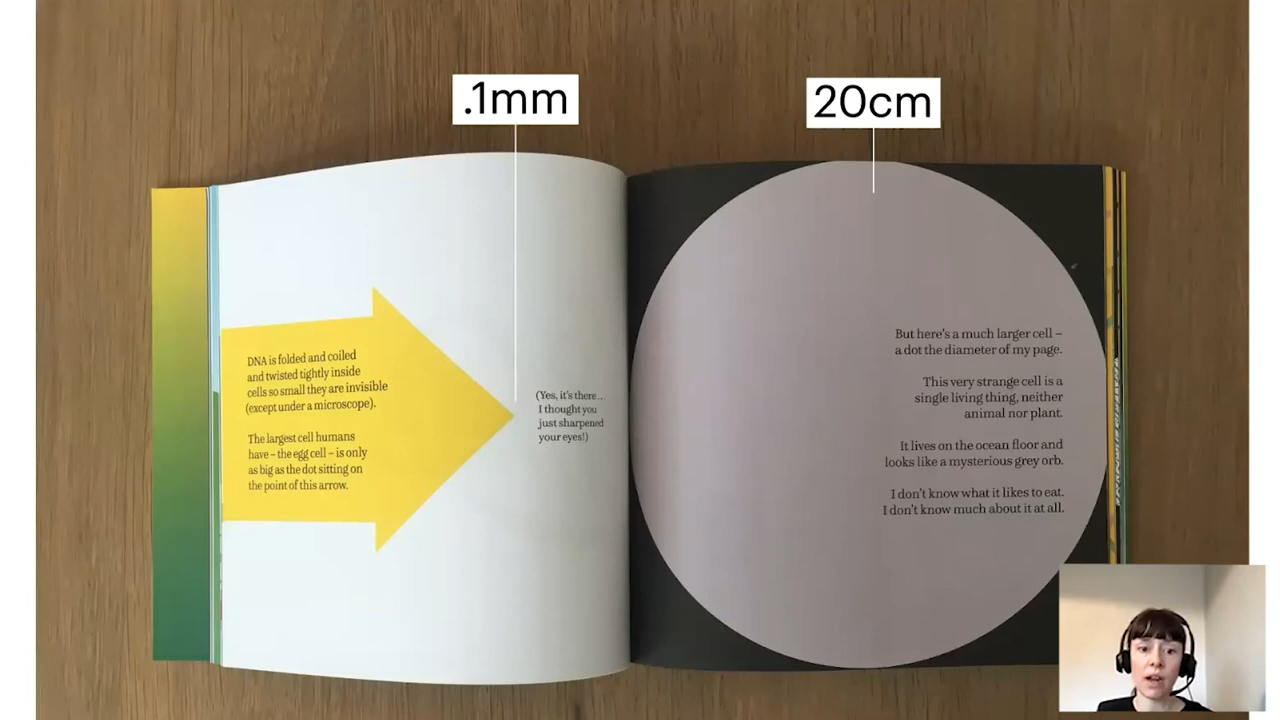 .1mm
20cm
DNA is folded and coiled
and twisted tightly inside
cells so small they are invisible
(except under a microscope).
The largest cell humans
have – the egg cell – is only
as big as the dot sitting on
the point of this arrow.
(Yes, it's there...
I thought you
just sharpened
your eyes!)
But here's a much larger cell –
a dot the diameter of my page.
This very strange cell is a
single living thing, neither
animal nor plant.
It lives on the ocean floor and
looks like a mysterious grey orb.
I don't know what it likes to eat.
I don't know much about it at all.